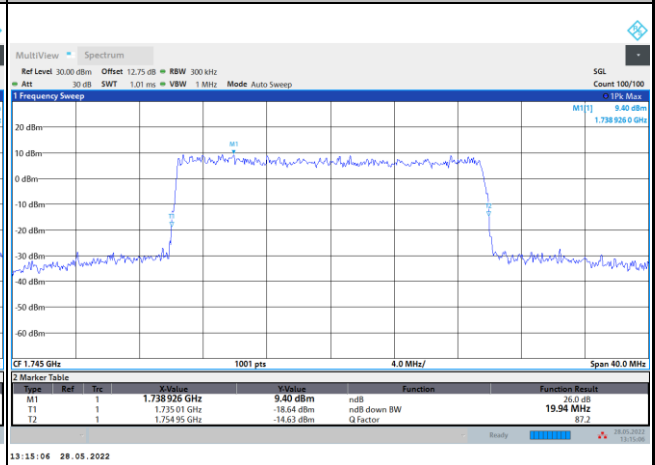 MultiView Spectrum
Ref Level 30.00 dBm Offset 12.75 dB RBW 300 kHz SGL
Att 30 dB SWT 1.01 ms VBW 1 MHz Mode Auto Sweep Count 100/100
1 Frequency Sweep 1Pk Max
M1[1] 9.40 dBm
1.738 926 0 GHz
20 dBm
M1
10 dBm
0 dBm
-10 dBm
T1
-20 dBm
-30 dBm
-40 dBm
-50 dBm
-60 dBm
CF 1.745 GHz 1001 pts 4.0 MHz/ Span 40.0 MHz
2 Marker Table
Type Ref Trc X-Value Y-Value Function Function Result
M1 1 1.738 926 GHz 9.40 dBm ndB 26.0 dB
T1 1 1.735 01 GHz -18.64 dBm ndB down BW 19.94 MHz
T2 1 1.754 95 GHz -14.63 dBm Q Factor 87.2
Ready 28.05.2022
13:15:06
13:15:06 28.05.2022